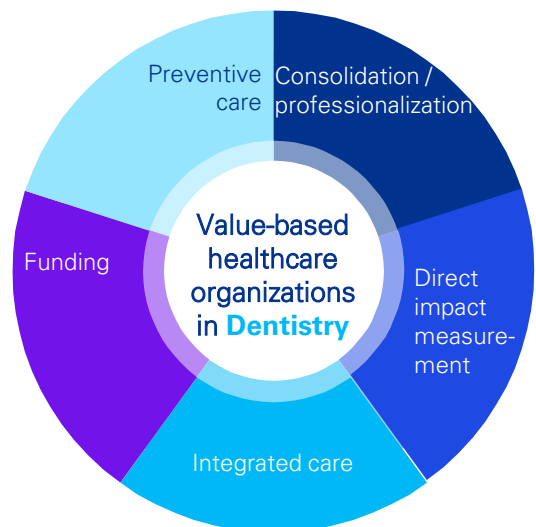 Preventive
care
Consolidation /
professionalization
Funding
Value-based
healthcare
organizations
in Dentistry
Direct
impact
measure-
ment
Integrated care